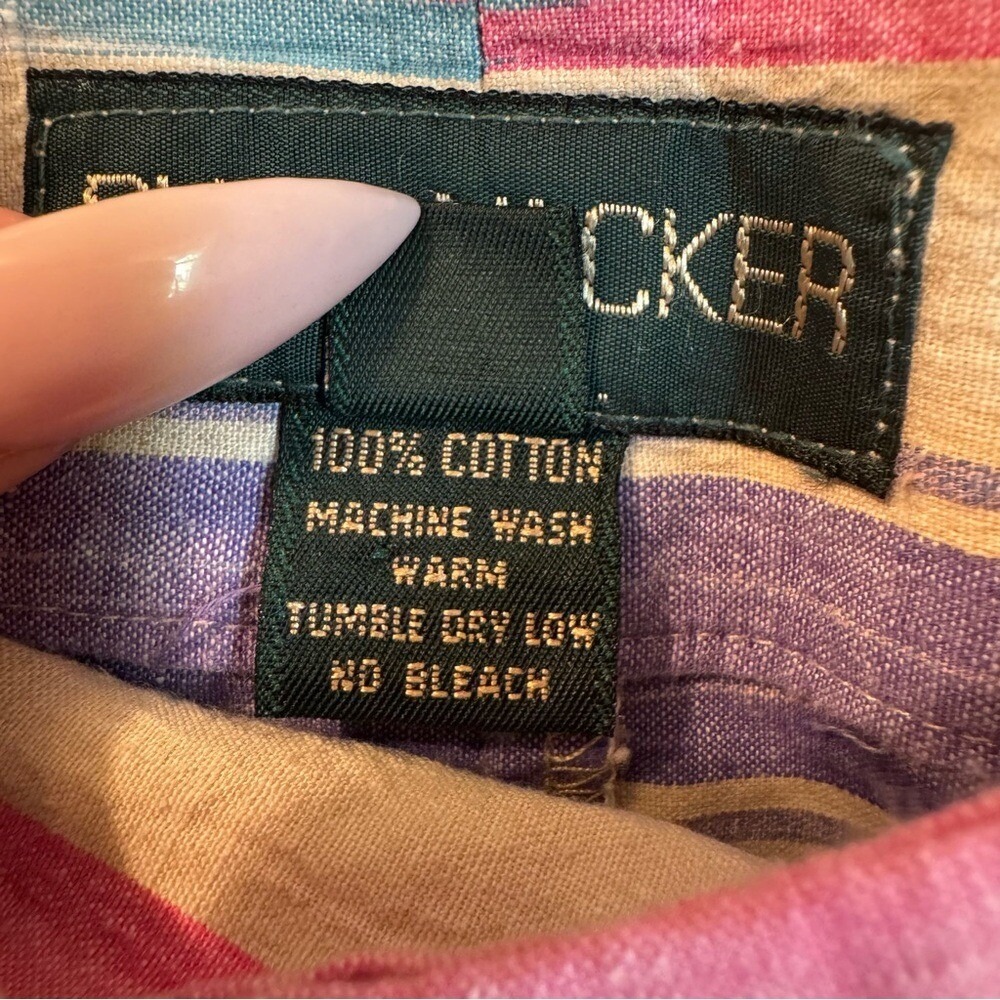 CKER
100% COTTON
MACHINE WASH
WARM
TUMBLE DRY LOW
NO BLEACH